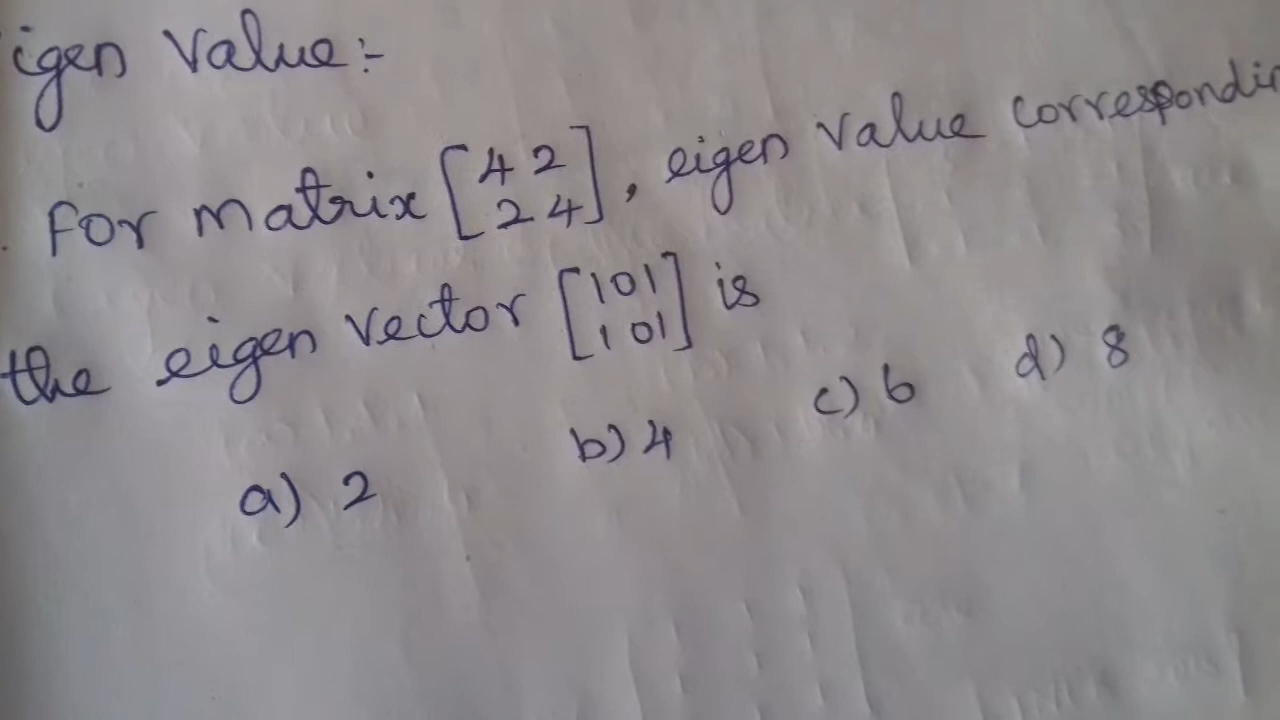 igen Value:-
For matrix [4 2
2 4], eigen value correspondin
the eigen vector [101
101] is
a) 2 b) 4 c) 6 d) 8